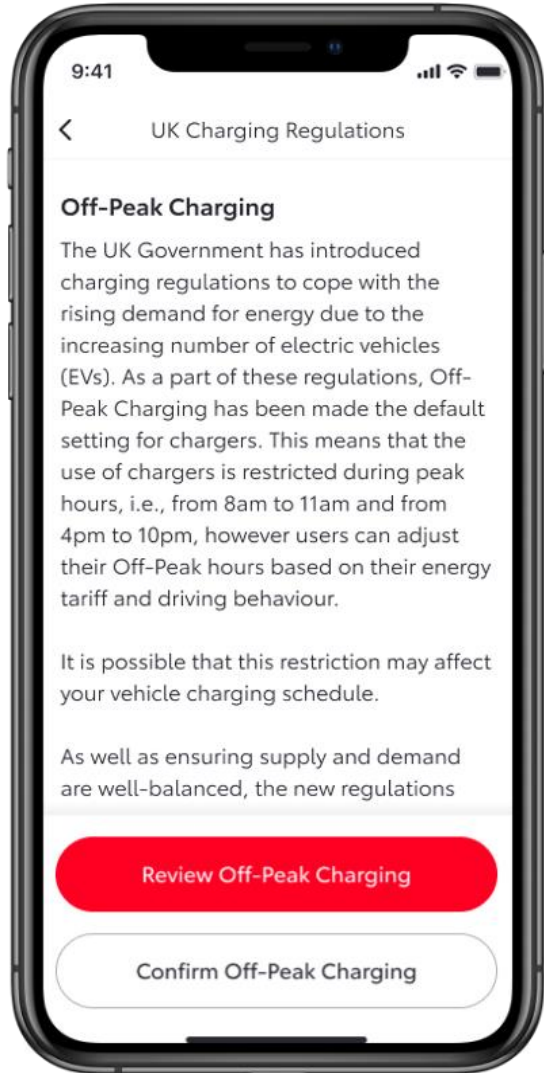 9:41
UK Charging Regulations
Off-Peak Charging
The UK Government has introduced
charging regulations to cope with the
rising demand for energy due to the
increasing number of electric vehicles
(EVs). As a part of these regulations, Off-
Peak Charging has been made the default
setting for chargers. This means that the
use of chargers is restricted during peak
hours, i.e., from 8am to 11am and from
4pm to 10pm, however users can adjust
their Off-Peak hours based on their energy
tariff and driving behaviour.
It is possible that this restriction may affect
your vehicle charging schedule.
As well as ensuring supply and demand
are well-balanced, the new regulations
Review Off-Peak Charging
Confirm Off-Peak Charging